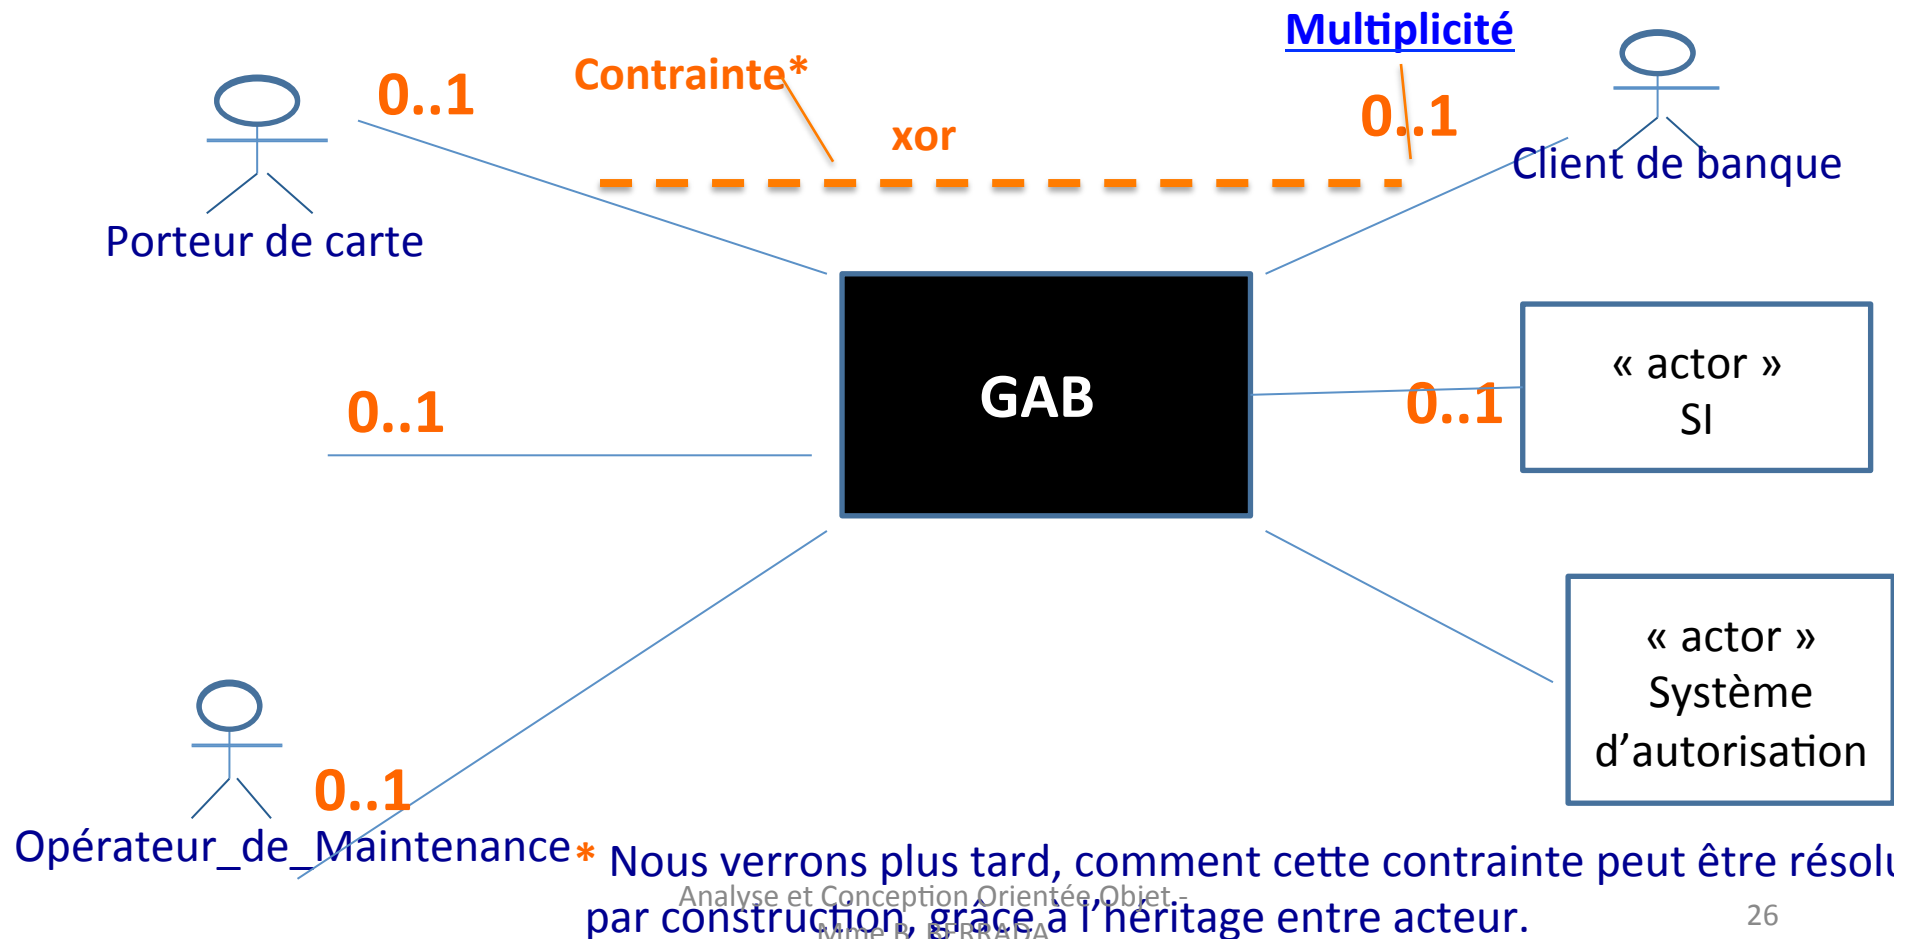 Multiplicité
Contrainte*
0..1
0..1
xor
Client de banque
Porteur de carte
GAB
« actor »
SI
0..1
0..1
« actor »
Système
d’autorisation
0..1
Opérateur_de_Maintenance
* Nous verrons plus tard, comment cette contrainte peut être résolu
par construction, grâce à l’héritage entre acteur.
Analyse et Conception Orientée Objet -
Mme B. BERRADA
26